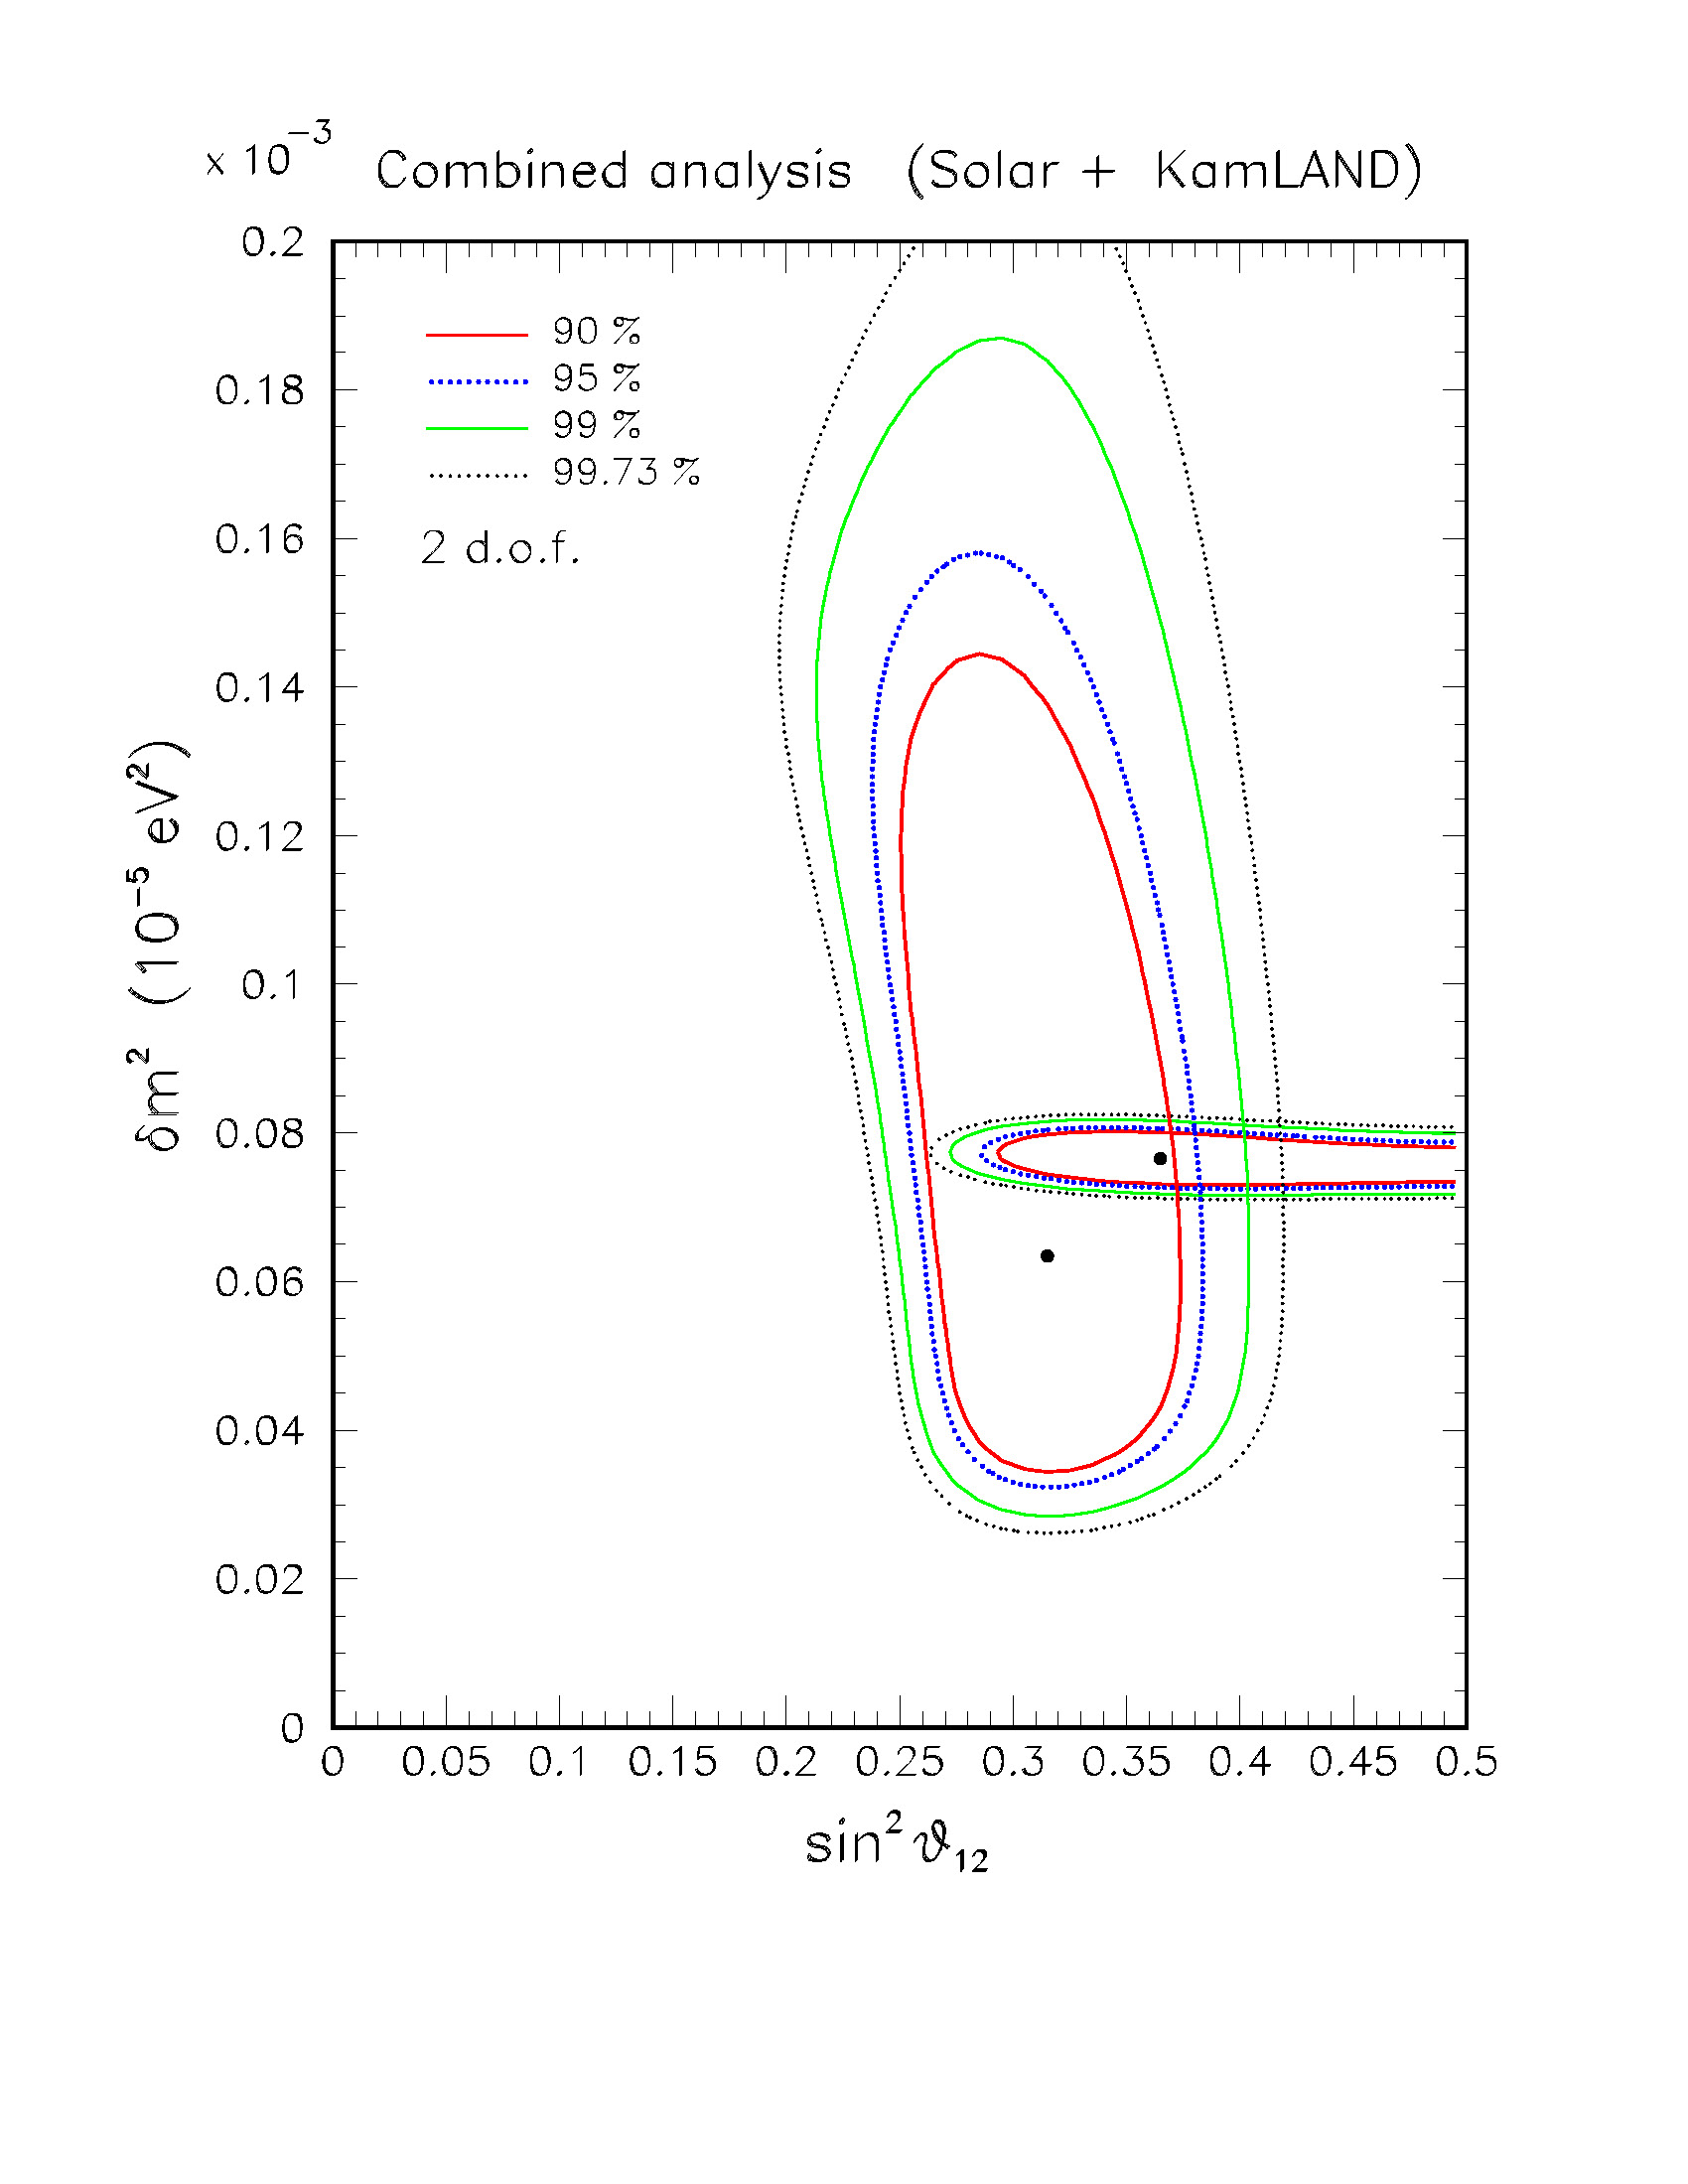 x 10⁻³
Combined analysis (Solar + KamLAND)
0.2
0.18
0.16
0.14
0.12
0.1
0.08
0.06
0.04
0.02
0
δm² (10⁻⁵ eV²)
90 %
95 %
99 %
99.73 %
2 d.o.f.
0 0.05 0.1 0.15 0.2 0.25 0.3 0.35 0.4 0.45 0.5
sin² ϑ₁₂